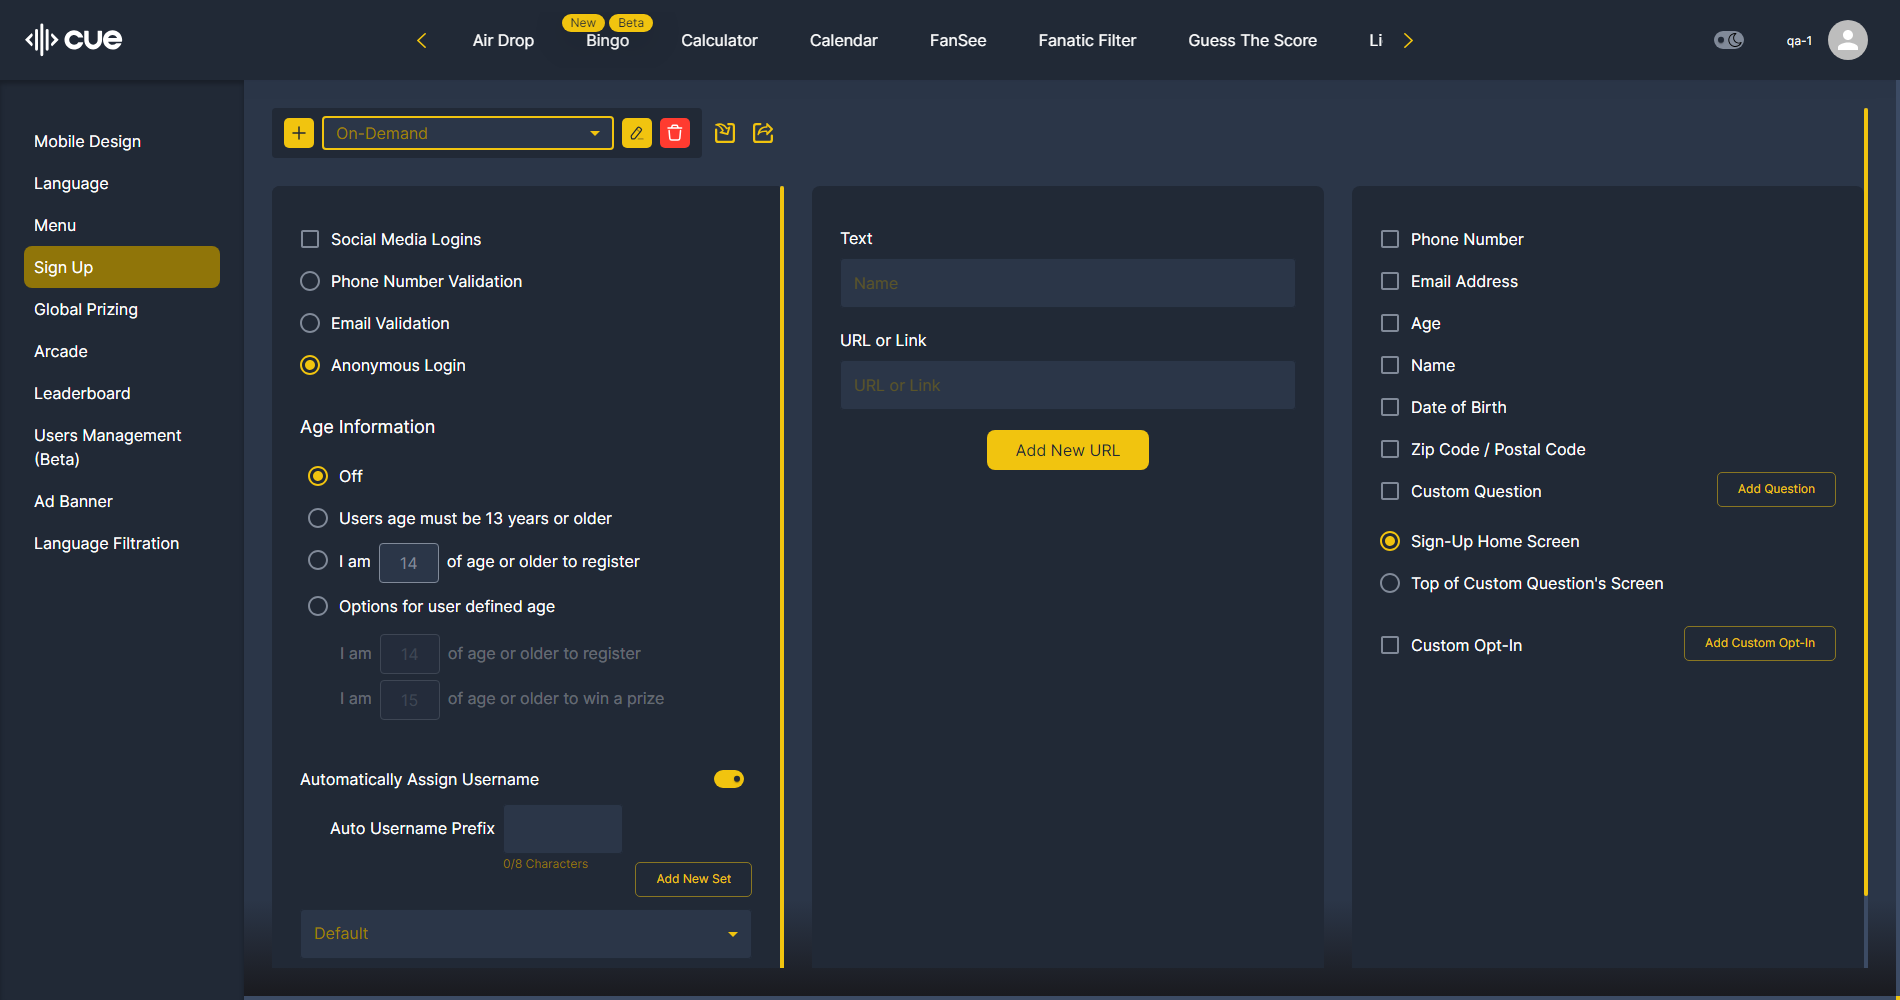 cue
New
Beta
Air Drop
Bingo
Calculator
Calendar
FanSee
Fanatic Filter
Guess The Score
Li
qa-1
Mobile Design
Language
Menu
Sign Up
Global Prizing
Arcade
Leaderboard
Users Management
(Beta)
Ad Banner
Language Filtration
On-Demand
Social Media Logins
Phone Number Validation
Email Validation
Anonymous Login
Age Information
Off
Users age must be 13 years or older
I am 14 of age or older to register
Options for user defined age
I am 14 of age or older to register
I am 15 of age or older to win a prize
Automatically Assign Username
Auto Username Prefix
0/8 Characters
Add New Set
Default
Text
Name
URL or Link
URL or Link
Add New URL
Phone Number
Email Address
Age
Name
Date of Birth
Zip Code / Postal Code
Custom Question
Add Question
Sign-Up Home Screen
Top of Custom Question's Screen
Custom Opt-In
Add Custom Opt-In